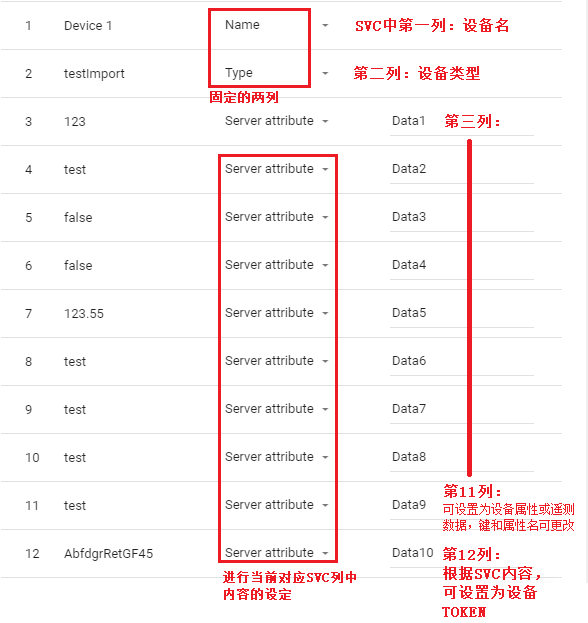 1 Device 1 Name SVC中第一列：设备名
2 testImport Type 第二列：设备类型
固定的两列
3 123 Server attribute Data1 第三列：
4 test Server attribute Data2
5 false Server attribute Data3
6 false Server attribute Data4
7 123.55 Server attribute Data5
8 test Server attribute Data6
9 test Server attribute Data7
10 test Server attribute Data8
第11列：
11 test Server attribute Data9 可设置为设备属性或遥测
数据，键和属性名可更改
12 AbfdgrRetGF45 Server attribute Data10 第12列：
进行当前对应SVC列中 根据SVC内容，
内容的设定 可设置为设备
TOKEN